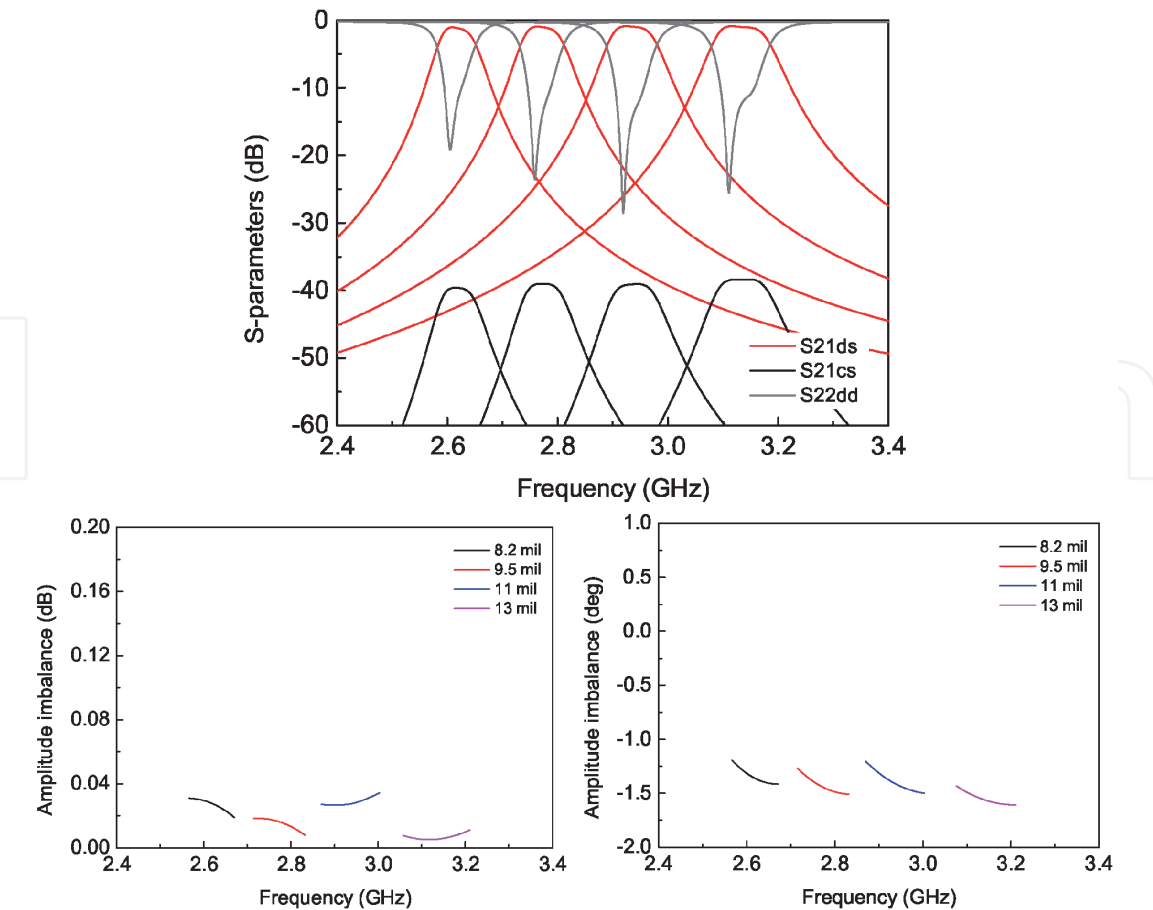 0
-10
-20
-30
-40
-50
-60
S-parameters (dB)
S21ds
S21cs
S22dd
2.4 2.6 2.8 3.0 3.2 3.4
Frequency (GHz)
0.20
0.16
0.12
0.08
0.04
0.00
Amplitude imbalance (dB)
8.2 mil
9.5 mil
11 mil
13 mil
2.4 2.6 2.8 3.0 3.2 3.4
Frequency (GHz)
1.0
0.5
0.0
-0.5
-1.0
-1.5
-2.0
Amplitude imbalance (deg)
8.2 mil
9.5 mil
11 mil
13 mil
2.4 2.6 2.8 3.0 3.2 3.4
Frequency (GHz)